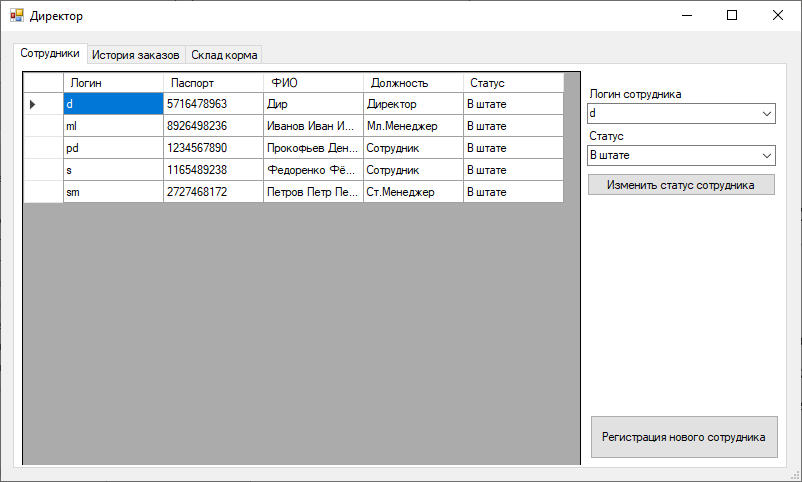 Директор
Сотрудники История заказов Склад корма
Логин Паспорт ФИО Должность Статус
d 5716478963 Дир Директор В штате
ml 8926498236 Иванов Иван И... Мл.Менеджер В штате
pd 1234567890 Прокофьев Ден... Сотрудник В штате
s 1165489238 Федоренко Фё... Сотрудник В штате
sm 2727468172 Петров Петр Пе... Ст.Менеджер В штате
Логин сотрудника
d
Статус
В штате
Изменить статус сотрудника
Регистрация нового сотрудника